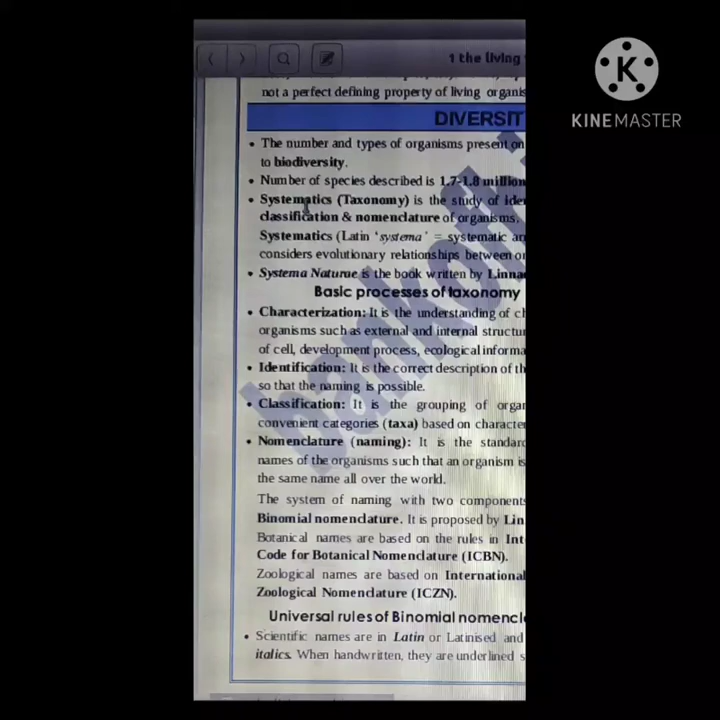 1 the living
KINEMASTER
not a perfect defining property of living organis
DIVERSIT
• The number and types of organisms present on
to biodiversity.
• Number of species described is 1.7-1.8 million
• Systematics (Taxonomy) is the study of iden
classification & nomenclature of organisms.
Systematics (Latin ‘systema’ = systematic ar
considers evolutionary relationships between o
• Systema Naturae is the book written by Linna
Basic processes of taxonomy
• Characterization: It is the understanding of ch
organisms such as external and internal structur
of cell, development process, ecological informa
• Identification: It is the correct description of th
so that the naming is possible.
• Classification: It is the grouping of organ
convenient categories (taxa) based on character
• Nomenclature (naming): It is the standard
names of the organisms such that an organism is
the same name all over the world.
The system of naming with two components
Binomial nomenclature. It is proposed by Lin
Botanical names are based on the rules in Int
Code for Botanical Nomenclature (ICBN).
Zoological names are based on International
Zoological Nomenclature (ICZN).
Universal rules of Binomial nomencl
• Scientific names are in Latin or Latinised and
italics. When handwritten, they are underlined s